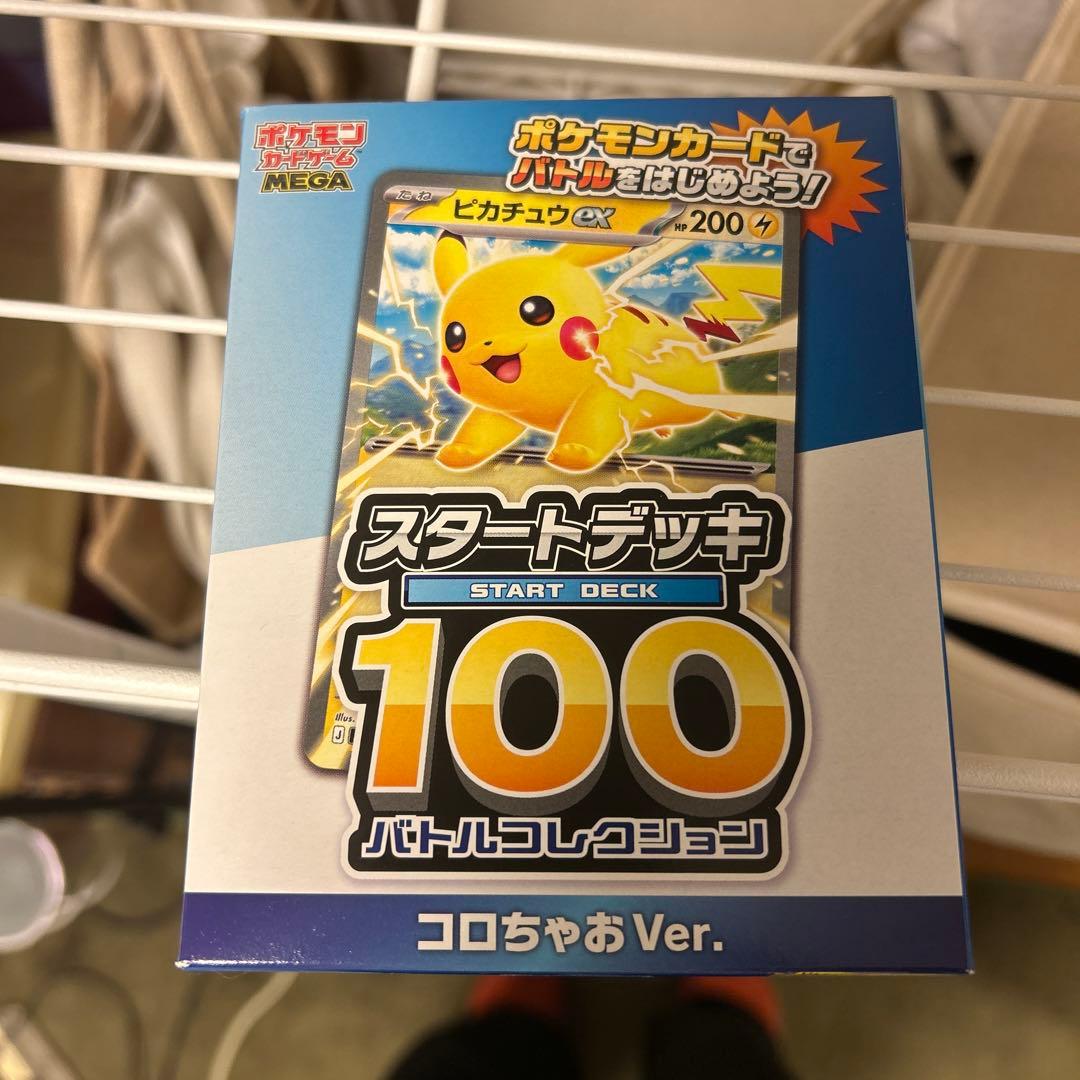 ポケモン
カードゲーム
MEGA
ポケモンカードで
バトルをはじめよう!
たね
ピカチュウex
HP 200
スタートデッキ
START DECK
100
バトルコレクション
Illus.
J
コロちゃおVer.